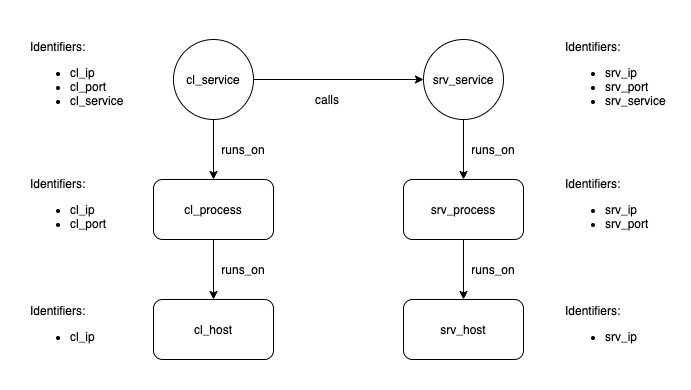 Identifiers:
• cl_ip
• cl_port
• cl_service
cl_service
calls
srv_service
Identifiers:
• srv_ip
• srv_port
• srv_service
runs_on
runs_on
Identifiers:
• cl_ip
• cl_port
cl_process
srv_process
Identifiers:
• srv_ip
• srv_port
runs_on
runs_on
Identifiers:
• cl_ip
cl_host
srv_host
Identifiers:
• srv_ip